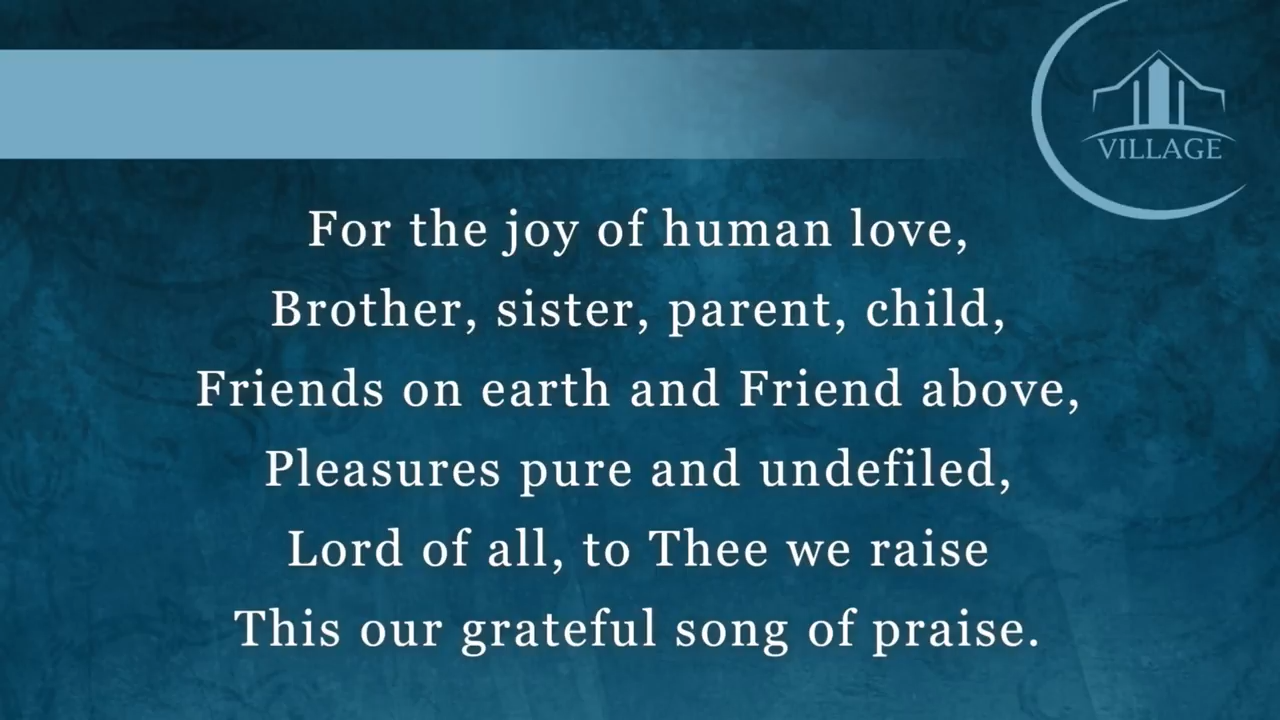 VILLAGE
For the joy of human love,
Brother, sister, parent, child,
Friends on earth and Friend above,
Pleasures pure and undefiled,
Lord of all, to Thee we raise
This our grateful song of praise.